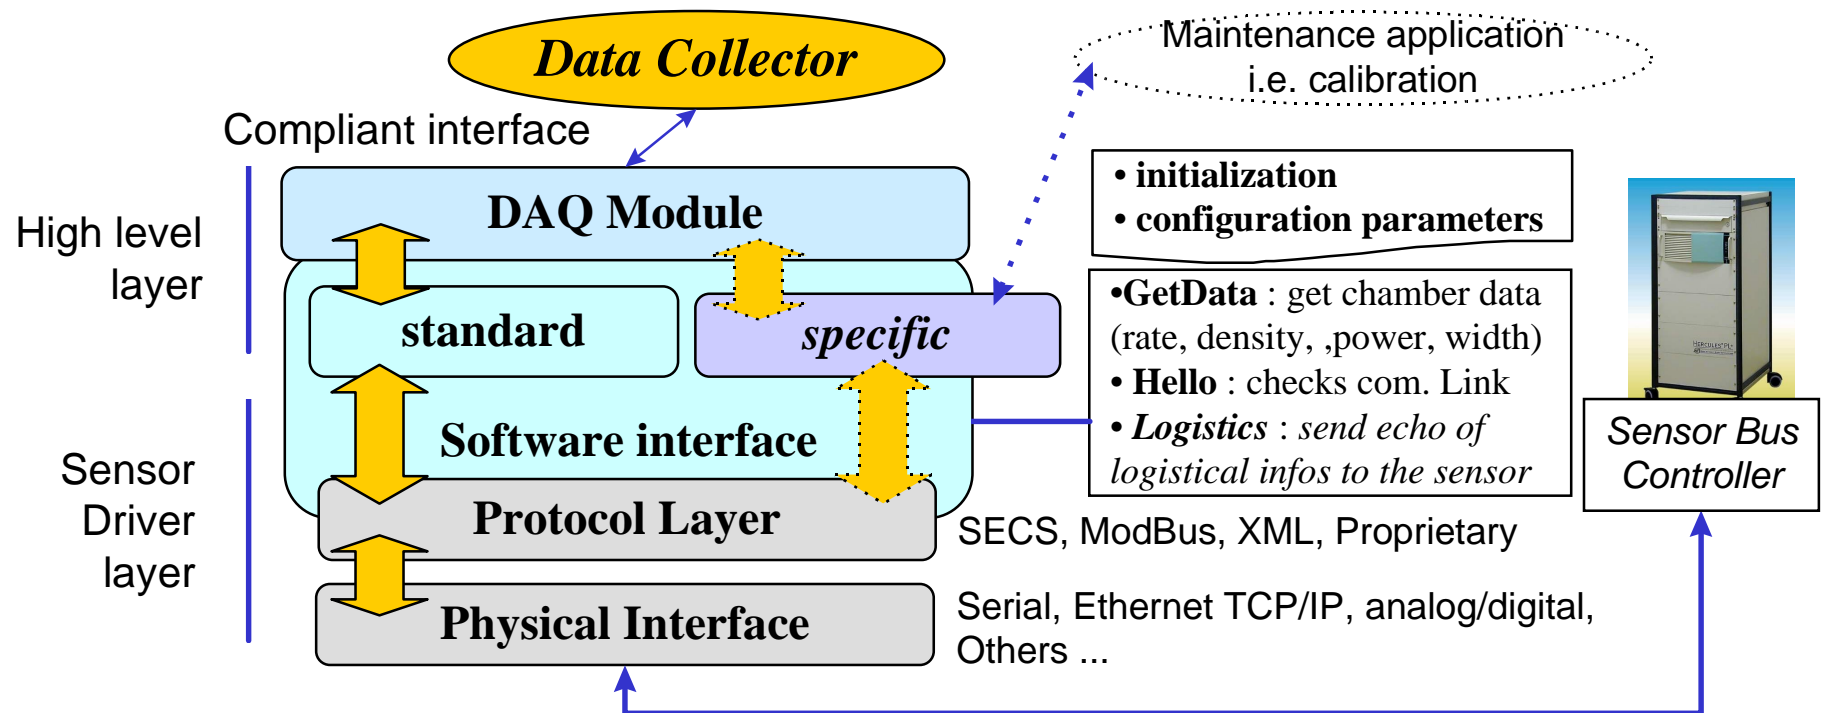 Data Collector
Maintenance application
i.e. calibration
Compliant interface
High level
layer
DAQ Module
standard
specific
Software interface
• initialization
• configuration parameters
•GetData : get chamber data
(rate, density, ,power, width)
• Hello : checks com. Link
• Logistics : send echo of
logistical infos to the sensor
HERCULES®PL
Sensor Bus
Controller
Sensor
Driver
layer
Protocol Layer
SECS, ModBus, XML, Proprietary
Physical Interface
Serial, Ethernet TCP/IP, analog/digital,
Others ...